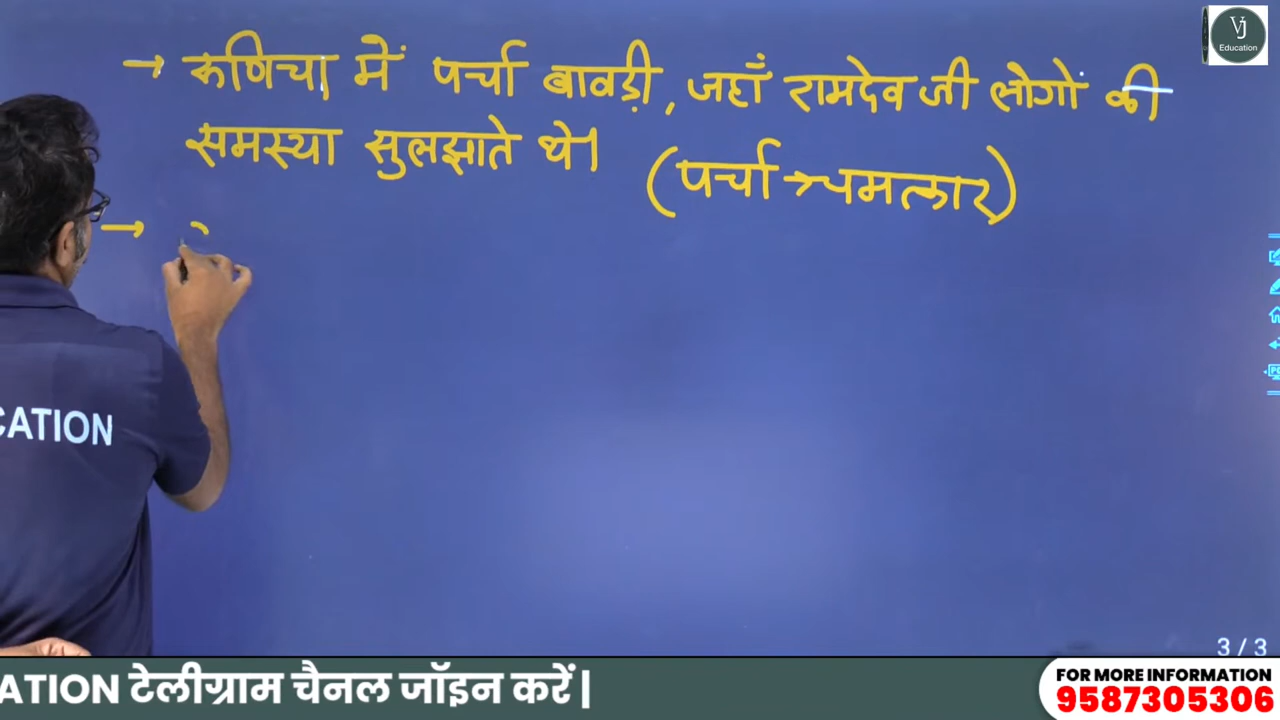 → रुणिचा में पर्चा बावड़ी, जहाँ रामदेव जी लोगों की
समस्या सुलझाते थे।
(पर्चा → चमत्कार)
→
VJ
Education
CATION
3 / 3
ATION टेलीग्राम चैनल जॉइन करें |
FOR MORE INFORMATION
9587305306